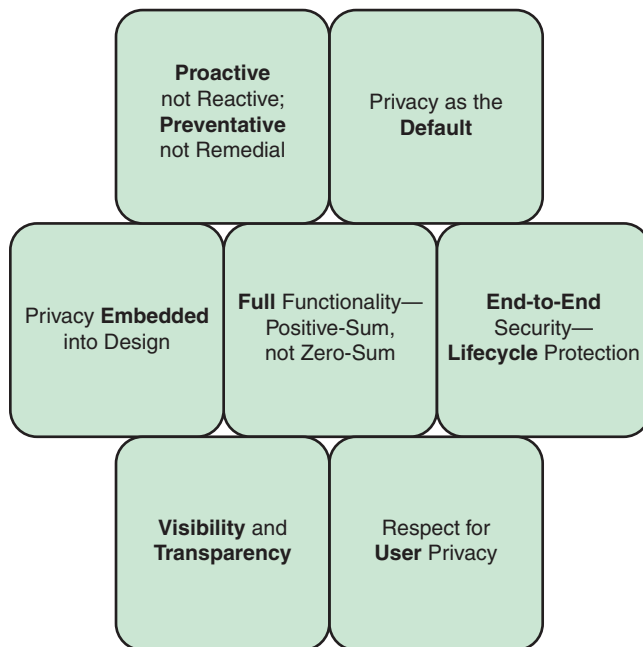 Proactive
not Reactive;
Preventative
not Remedial
Privacy as the
Default
Privacy Embedded
into Design
Full Functionality—
Positive-Sum,
not Zero-Sum
End-to-End
Security—
Lifecycle Protection
Visibility and
Transparency
Respect for
User Privacy